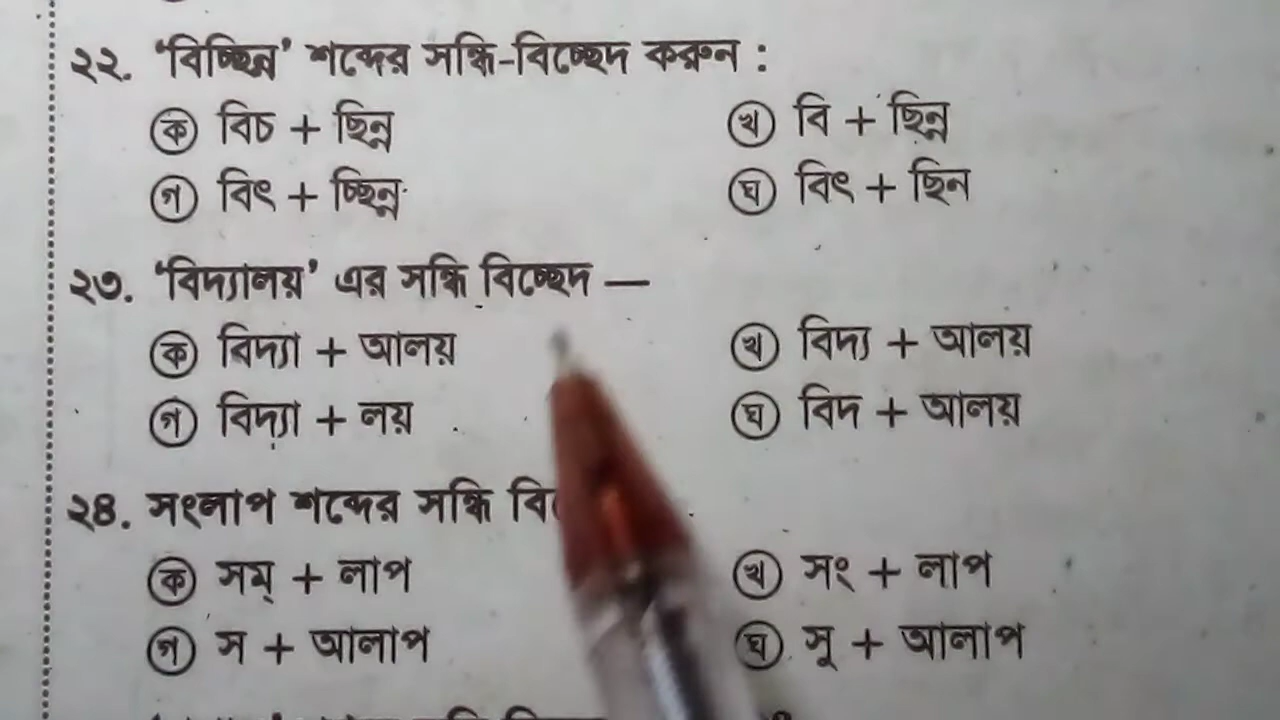 ২২. ‘বিচ্ছিন্ন’ শব্দের সন্ধি-বিচ্ছেদ করুন :
ক বিচ + ছিন্ন খ বি + ছিন্ন
গ বিৎ + চ্ছিন্ন ঘ বিৎ + ছিন
২৩. ‘বিদ্যালয়’ এর সন্ধি বিচ্ছেদ —
ক বিদ্যা + আলয় খ বিদ্য + আলয়
গ বিদ্যা + লয় ঘ বিদ + আলয়
২৪. সংলাপ শব্দের সন্ধি
ক সম্ + লাপ খ সং + লাপ
গ স + আলাপ ঘ সূ + আলাপ